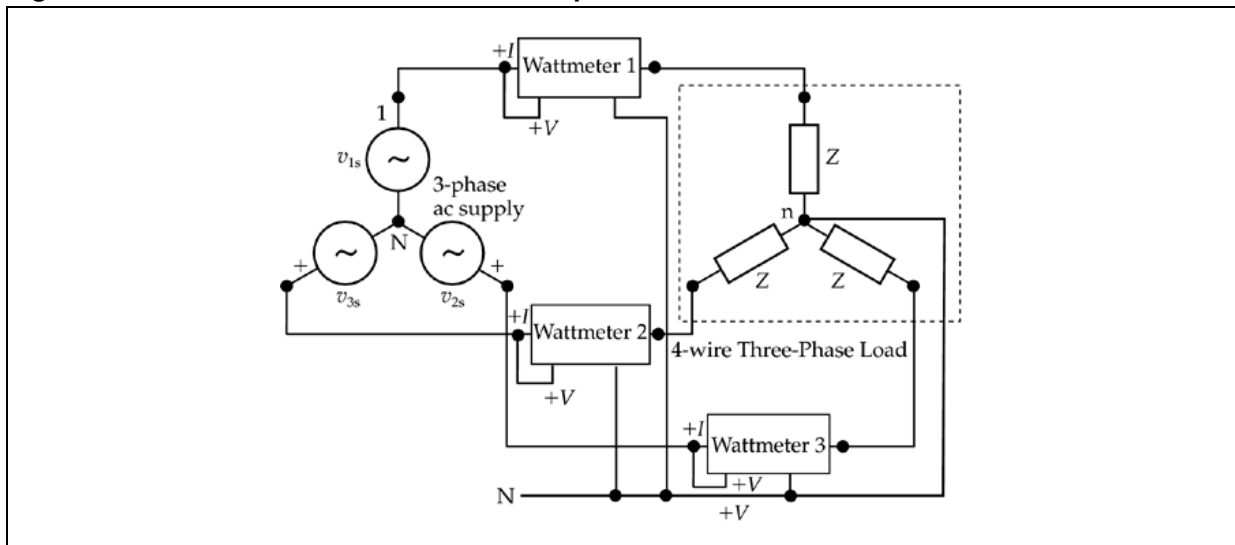 +I
Wattmeter 1
+V
1
v1s
~
3-phase
ac supply
N
n
Z
Z
Z
~
~
+
+
v3s
v2s
+I
Wattmeter 2
+V
4-wire Three-Phase Load
+I
Wattmeter 3
+V
N
+V